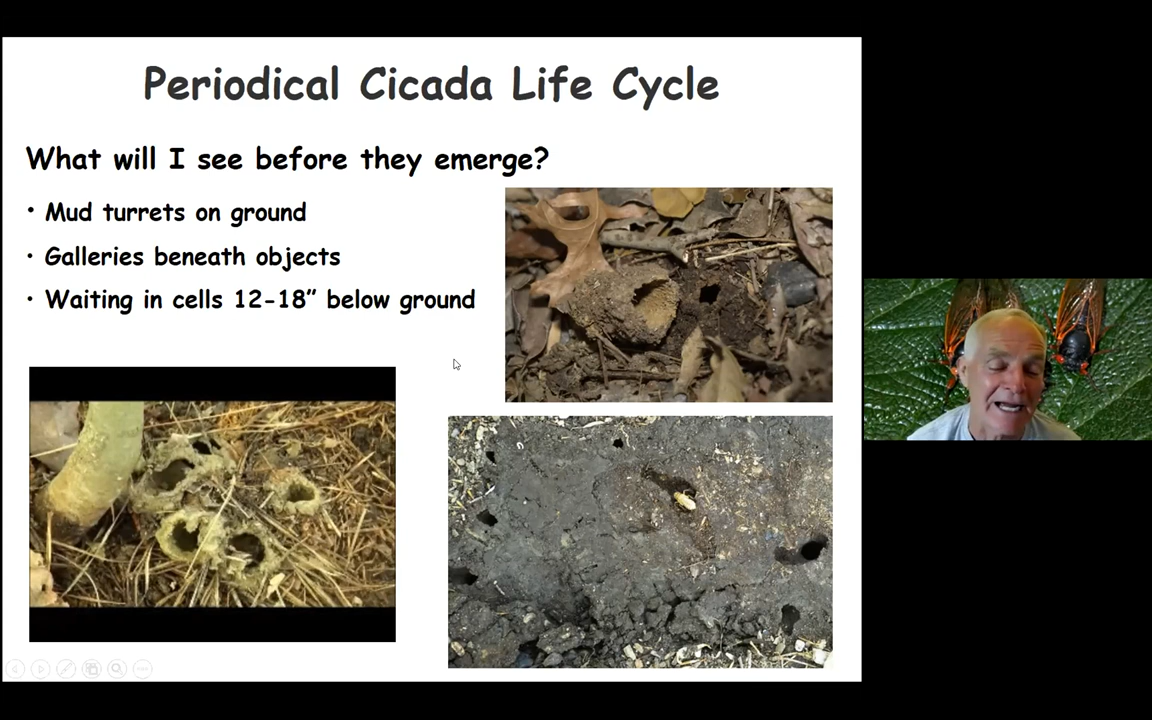 Periodical Cicada Life Cycle
What will I see before they emerge?
• Mud turrets on ground
• Galleries beneath objects
• Waiting in cells 12-18” below ground